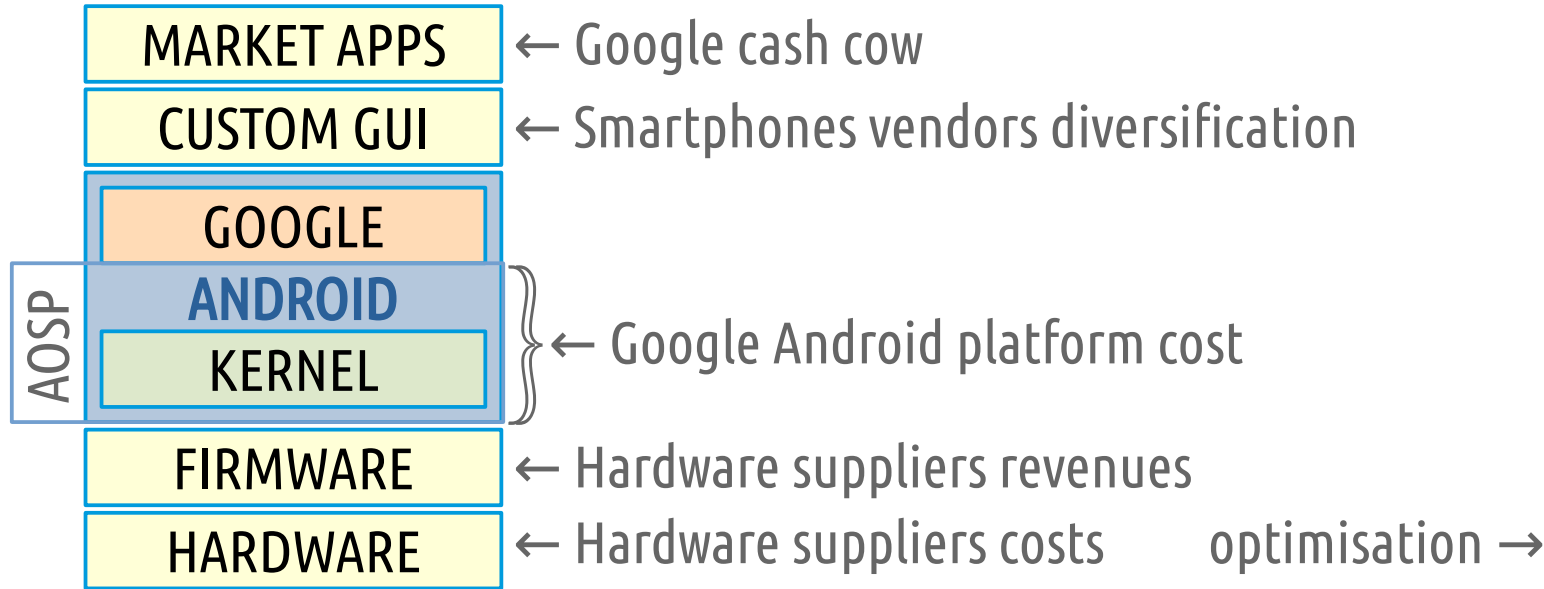 MARKET APPS ← Google cash cow
CUSTOM GUI ← Smartphones vendors diversification
GOOGLE
AOSP
ANDROID
← Google Android platform cost
KERNEL
FIRMWARE ← Hardware suppliers revenues
HARDWARE ← Hardware suppliers costs optimisation →